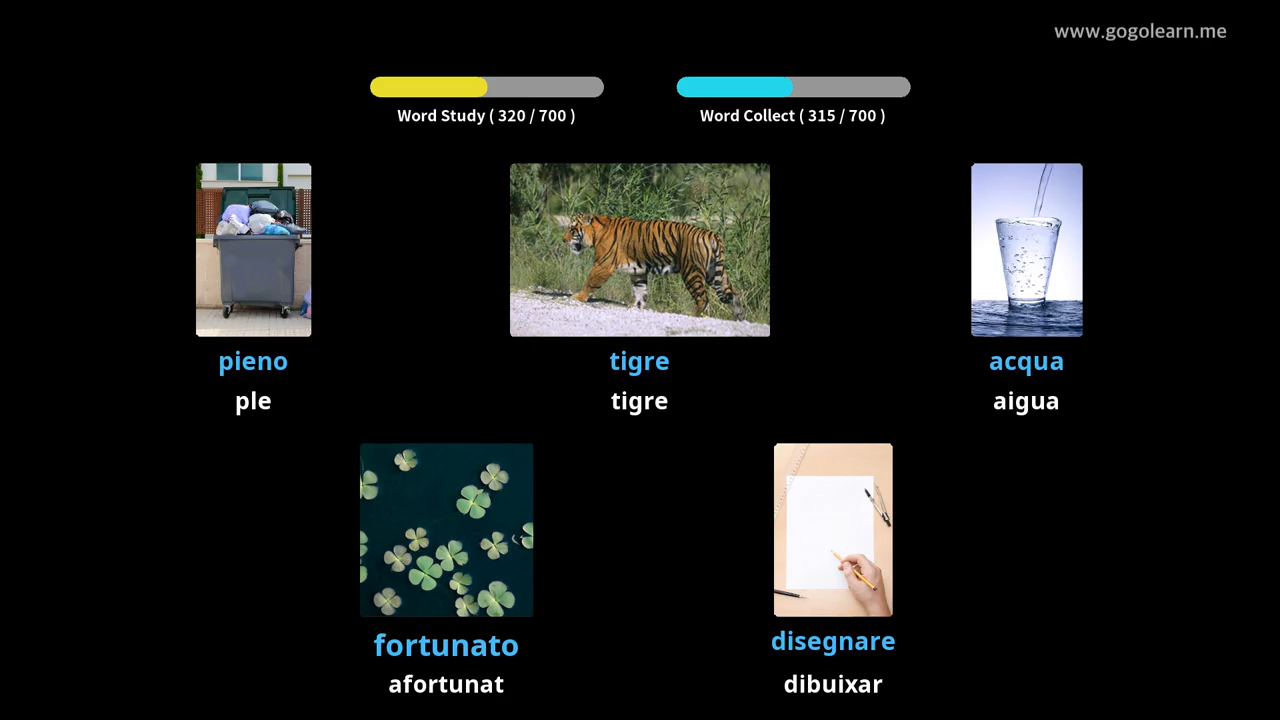 www.gogolearn.me
Word Study ( 320 / 700 )
Word Collect ( 315 / 700 )
pieno
ple
tigre
tigre
acqua
aigua
fortunato
afortunat
disegnare
dibuixar